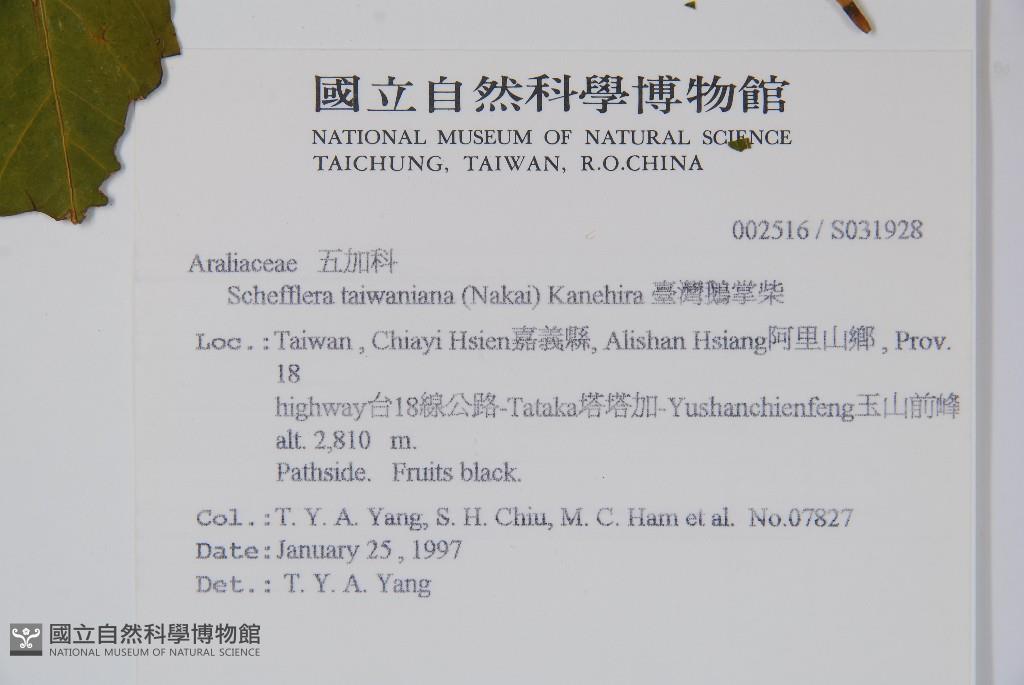 國立自然科學博物館
NATIONAL MUSEUM OF NATURAL SCIENCE
TAICHUNG, TAIWAN, R.O.CHINA
002516 / S031928
Araliaceae 五加科
Schefflera taiwaniana (Nakai) Kanehira 臺灣鵝掌柴
Loc.:Taiwan , Chiayi Hsien嘉義縣, Alishan Hsiang阿里山鄉 , Prov.
18
highway台18線公路-Tataka塔塔加-Yushanchienfeng玉山前峰
alt. 2,810 m.
Pathside. Fruits black.
Col.:T. Y. A. Yang, S. H. Chiu, M. C. Ham et al. No.07827
Date:January 25 , 1997
Det.: T. Y. A. Yang
國立自然科學博物館
NATIONAL MUSEUM OF NATURAL SCIENCE